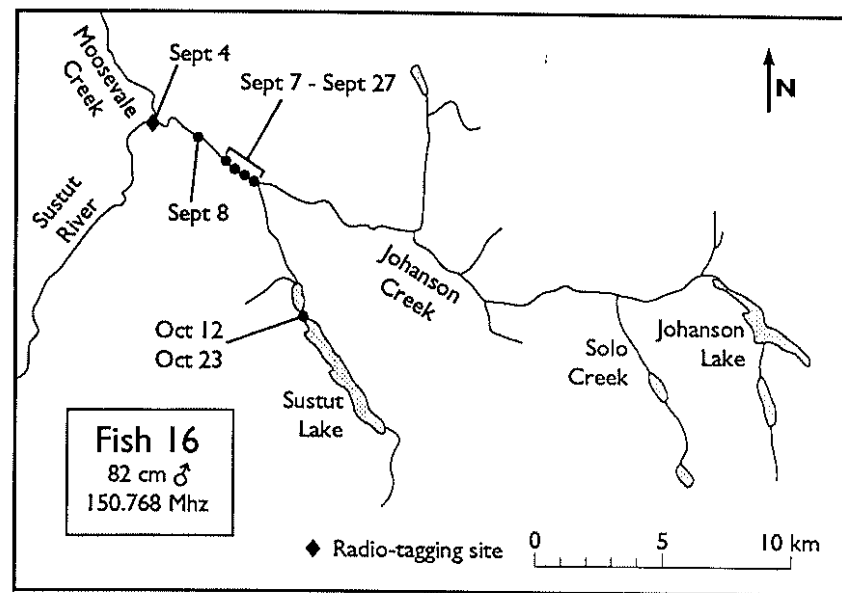 Moosevale
Creek
Sept 4
Sept 7 - Sept 27
N
Sept 8
Sustut
River
Johanson
Creek
Oct 12
Oct 23
Solo
Creek
Johanson
Lake
Sustut
Lake
Fish 16
82 cm ♂
150.768 Mhz
♦ Radio-tagging site
0 5 10 km